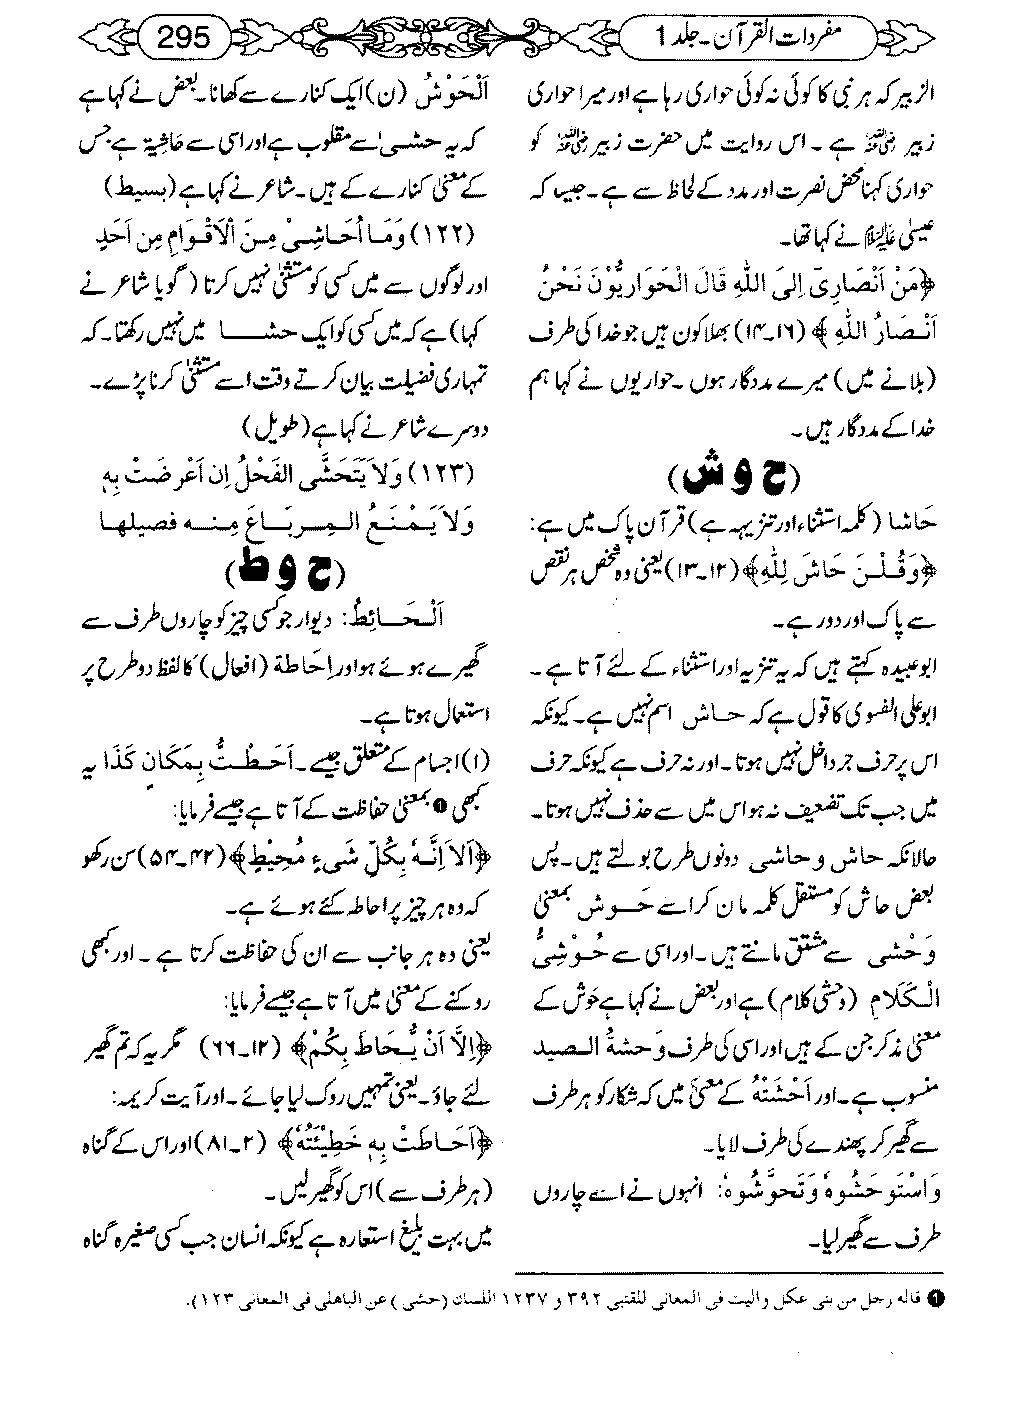 مفردات القرآن ۔ جلد 1
295
الزبیر کہ ہر نبی کا کوئی نہ کوئی حواری رہا ہے اور میرا حواری
زبیر رضی اللہ عنہ ہے ۔ اس روایت میں حضرت زبیر رضی اللہ عنہ کو
حواری کہنا محض نصرت اور مدد کے لحاظ سے ہے ۔ جیسا کہ
عیسیٰ علیہ السلام نے کہا تھا۔
﴿مَنْ اَنْصَارِیْٓ اِلَی اللّٰهِ قَالَ الْحَوَارِیُّوْنَ نَحْنُ
اَنْصَارُ اللّٰهِ ﴾ (۱۶۔۱۴) بھلا کون ہیں جو خدا کی طرف
(بلانے میں) میرے مددگار ہوں ۔ حواریوں نے کہا ہم
خدا کے مددگار ہیں۔
(ح و ش)
حَاشا (کلمہ استثناء اور تنزیہہ ہے) قرآن پاک میں ہے:
﴿وَقُلْـنَ حَاشَ لِلّٰهِ﴾ (۱۲۔۱۳) یعنی وہ شخص ہر نقص
سے پاک اور دور ہے۔
ابوعبیدہ کہتے ہیں کہ یہ تنزیہ اور استثناء کے لئے آتا ہے ۔
ابوعلی الفسوی کا قول ہے کہ حاش اسم نہیں ہے ۔ کیونکہ
اس پر حرف جر داخل نہیں ہوتا ۔ اور نہ حرف ہے کیونکہ حرف
میں جب تک تضعیف نہ ہو اس میں سے حذف نہیں ہوتا ۔
حالانکہ حاش و حاشی دونوں طرح بولتے ہیں ۔ پس
بعض حاش کو مستقل کلمہ مان کر اسے حَوش بمعنی
وَحْشی سے مشتق مانتے ہیں ۔ اور اسی سے حُوْشِیُّ
الْکَلَامِ (وحشی کلام) ہے اور بعض نے کہا ہے حَوش کے
معنی مذکر جن کے ہیں اور اسی کی طرف وَحشةُ الصید
منسوب ہے ۔ اور اَحْشَتْهٗ کے معنی ہیں کہ شکار کو ہر طرف
سے گھیر کر پھندے کی طرف لایا۔
وَاسْتَوحَشُوهُ وَتَحوَّشُوهُ: انہوں نے اسے چاروں
طرف سے گھیر لیا۔
اَلْحَوْشُ (ن) ایک کنارے سے کھانا ۔ بعض نے کہا ہے
کہ یہ حشیٰ سے مقلوب ہے اور اسی سے حَاشِیة ہے جس
کے معنی کنارے کے ہیں ۔ شاعر نے کہا ہے (بسیط)
(۱۲۲) وَمَا اُحَاشِیْ مِنَ الْاَقْوَامِ مِن اَحَدٍ
اور لوگوں سے میں کسی کو مستثنیٰ نہیں کرتا ( گویا شاعر نے
کہا ) ہے کہ میں کسی کو ایک حشا میں نہیں رکھتا ۔ کہ
تمہاری فضیلت بیان کرتے وقت اسے مستثنیٰ کرنا پڑے ۔
دوسرے شاعر نے کہا ہے (طویل)
(۱۲۳) وَلَا یَتَحَشَّی الفَحْلُ اِن اَعْرضَتْ بِهٖ
وَلَا یَمْنَعُ المِربَاعَ مِنه فصیلها
(ح و ط)
اَلْحَـائِطُ: دیوار جو کسی چیز کو چاروں طرف سے
گھیرے ہوئے ہو اور اِحَاطة (افعال) کا لفظ دو طرح پر
استعمال ہوتا ہے۔
(۱) اجسام کے متعلق جیسے ۔ اَحَطْتُّ بِمَکَانِ کَذَا یہ
کبھی ❶ بمعنی حفاظت کے آتا ہے جیسے فرمایا:
﴿اَلَا اِنَّهٗ بِکُلِّ شَیْءٍ مُحِیْطٍ﴾ (۴۲۔۵۴) سن رکھو
کہ وہ ہر چیز پر احاطہ کئے ہوئے ہے۔
یعنی وہ ہر جانب سے ان کی حفاظت کرتا ہے ۔ اور کبھی
روکنے کے معنی میں آتا ہے جیسے فرمایا:
﴿اِلَّا اَنْ یُّحَاطَ بِکُمْ﴾ (۱۲۔۶۶) مگر یہ کہ تم گھیر
لئے جاؤ ۔ یعنی تمہیں روک لیا جائے ۔ اور آیت کریمہ:
﴿اَحَاطَتْ بِهٖ خَطِیْئَتُهٗ﴾ (۲۔۸۱) اور اس کے گناہ
(ہر طرف سے) اس کو گھیر لیں ۔
میں بہت بلیغ استعارہ ہے کیونکہ انسان جب کسی صغیرہ گناہ
❶ قاله رجل من بنی عکل والبیت فی المعانی للقتبی ۳۹۲ و ۱۲۳۷ اللسان (حشی) عن الباهلی فی المعانی ۱۲۳).